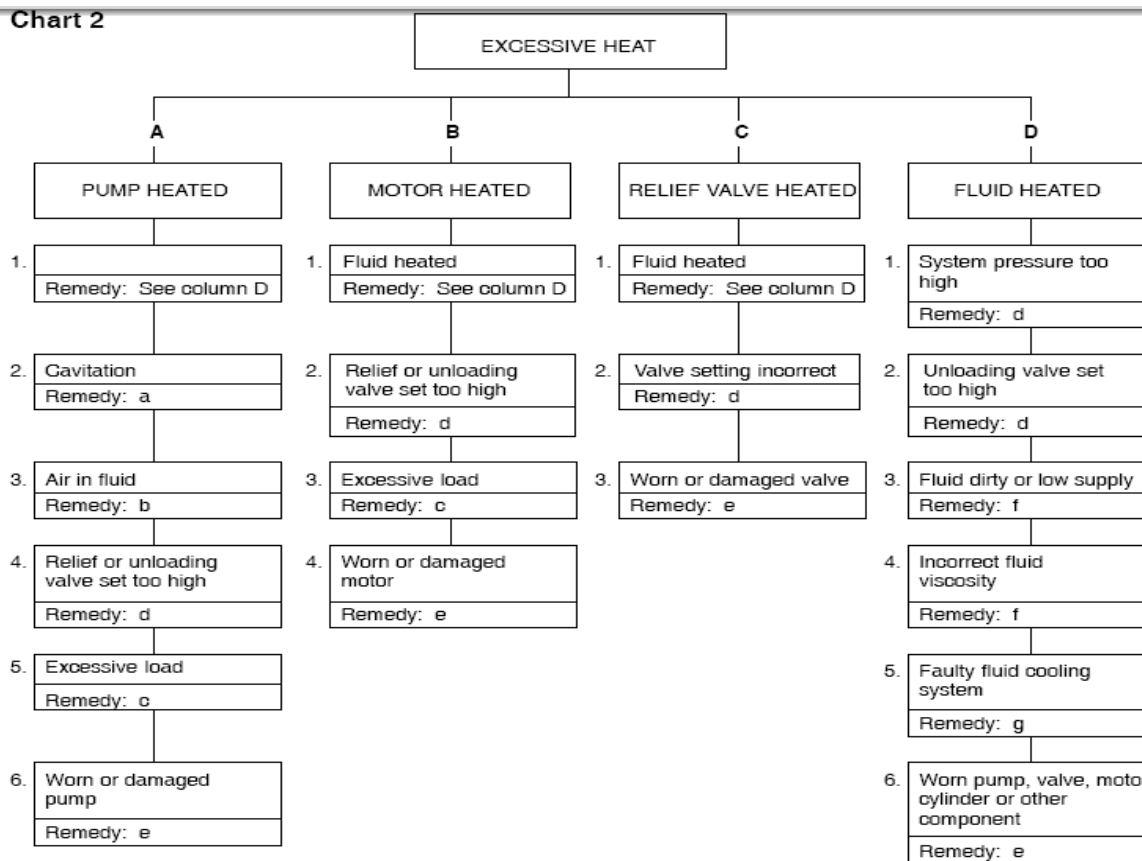 Chart 2
EXCESSIVE HEAT
A
PUMP HEATED
1.
Remedy: See column D
2. Cavitation
Remedy: a
3. Air in fluid
Remedy: b
4. Relief or unloading
valve set too high
Remedy: d
5. Excessive load
Remedy: c
6. Worn or damaged
pump
Remedy: e
B
MOTOR HEATED
1. Fluid heated
Remedy: See column D
2. Relief or unloading
valve set too high
Remedy: d
3. Excessive load
Remedy: c
4. Worn or damaged
motor
Remedy: e
C
RELIEF VALVE HEATED
1. Fluid heated
Remedy: See column D
2. Valve setting incorrect
Remedy: d
3. Worn or damaged valve
Remedy: e
D
FLUID HEATED
1. System pressure too
high
Remedy: d
2. Unloading valve set
too high
Remedy: d
3. Fluid dirty or low supply
Remedy: f
4. Incorrect fluid
viscosity
Remedy: f
5. Faulty fluid cooling
system
Remedy: g
6. Worn pump, valve, moto
cylinder or other
component
Remedy: e